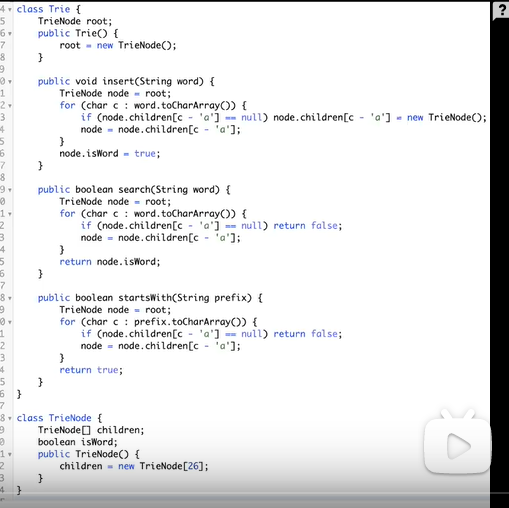 4 class Trie {
5 TrieNode root;
6 public Trie() {
7 root = new TrieNode();
8 }
9
0 public void insert(String word) {
1 TrieNode node = root;
2 for (char c : word.toCharArray()) {
3 if (node.children[c - 'a'] == null) node.children[c - 'a'] = new TrieNode();
4 node = node.children[c - 'a'];
5 }
6 node.isWord = true;
7 }
8
9 public boolean search(String word) {
0 TrieNode node = root;
1 for (char c : word.toCharArray()) {
2 if (node.children[c - 'a'] == null) return false;
3 node = node.children[c - 'a'];
4 }
5 return node.isWord;
6 }
7
8 public boolean startsWith(String prefix) {
9 TrieNode node = root;
0 for (char c : prefix.toCharArray()) {
1 if (node.children[c - 'a'] == null) return false;
2 node = node.children[c - 'a'];
3 }
4 return true;
5 }
6 }
7
8 class TrieNode {
9 TrieNode[] children;
0 boolean isWord;
1 public TrieNode() {
2 children = new TrieNode[26];
3 }
4 }
?